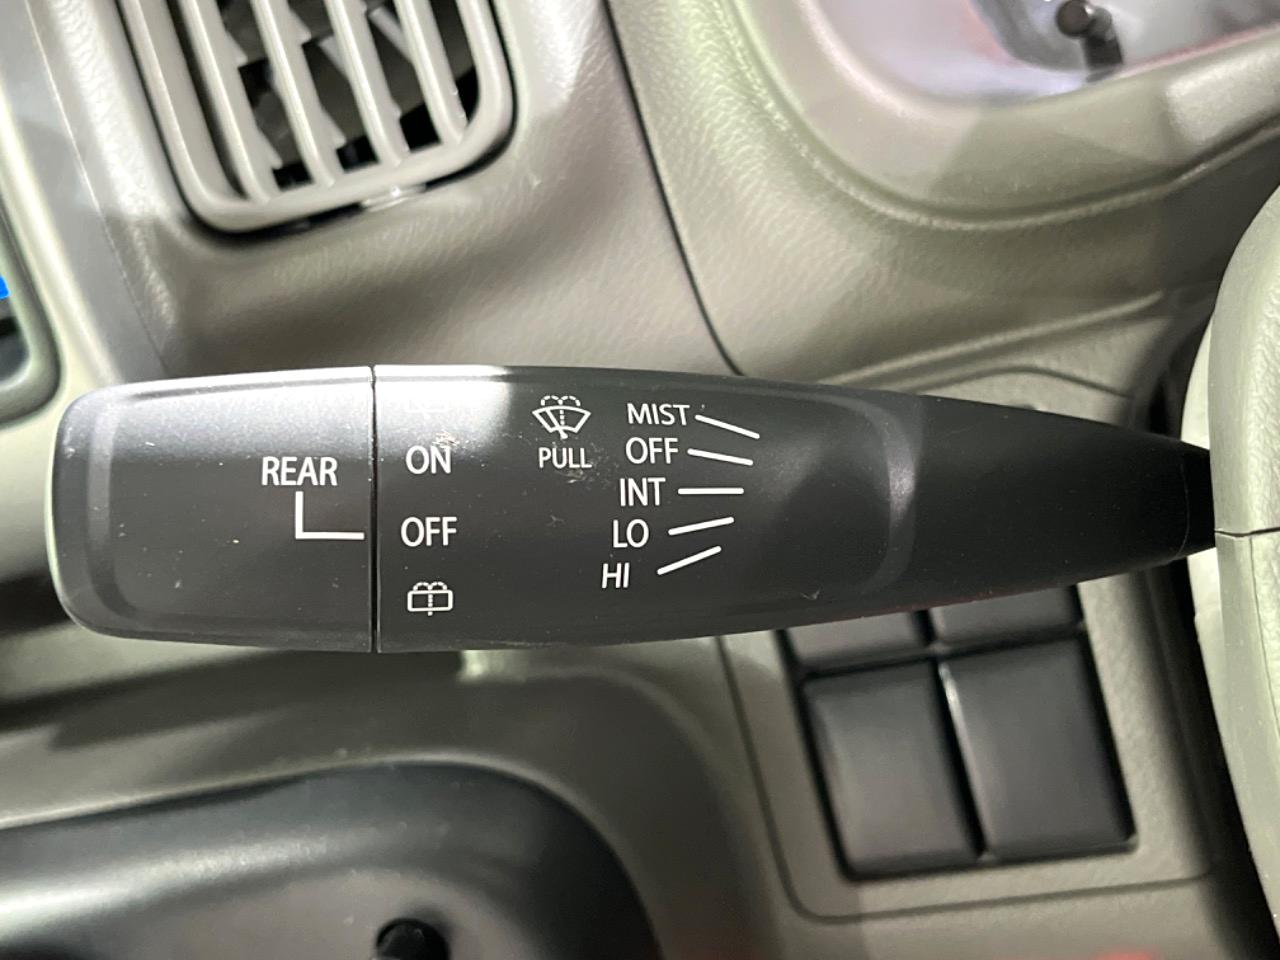 REAR
ON
OFF
PULL
MIST
OFF
INT
LO
HI